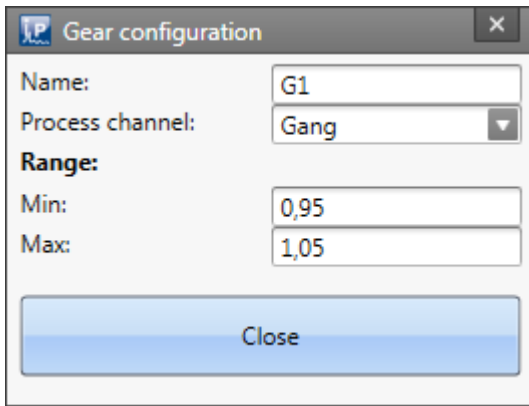 Gear configuration
Name: G1
Process channel: Gang
Range:
Min: 0,95
Max: 1,05
Close